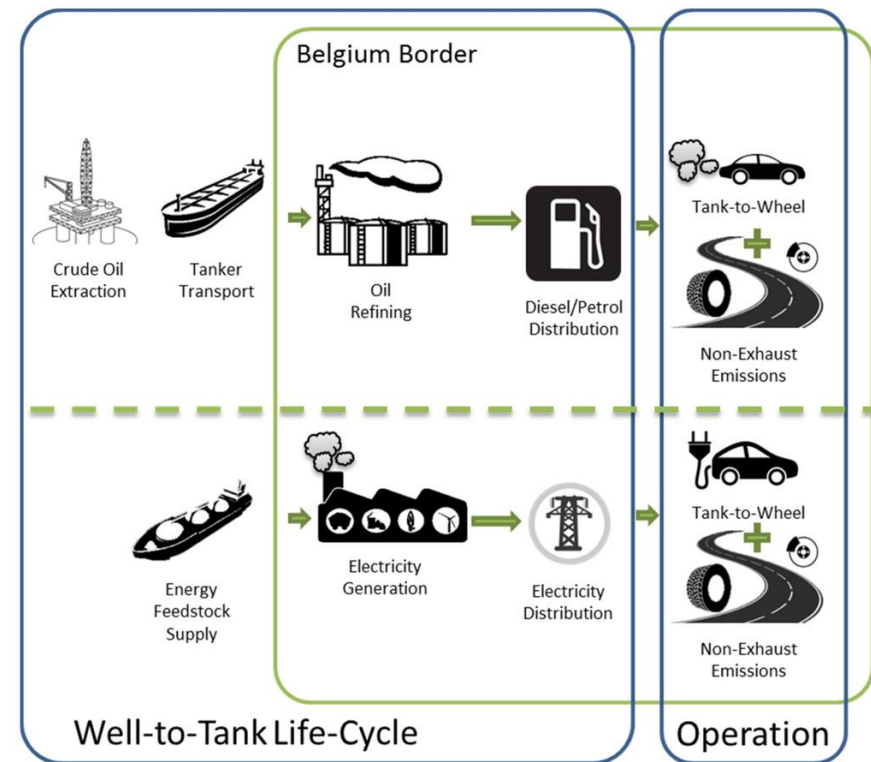 Belgium Border
Crude Oil
Extraction
Tanker
Transport
Oil
Refining
Diesel/Petrol
Distribution
Tank-to-Wheel
Non-Exhaust
Emissions
Energy
Feedstock
Supply
Electricity
Generation
Electricity
Distribution
Tank-to-Wheel
Non-Exhaust
Emissions
Well-to-Tank Life-Cycle
Operation